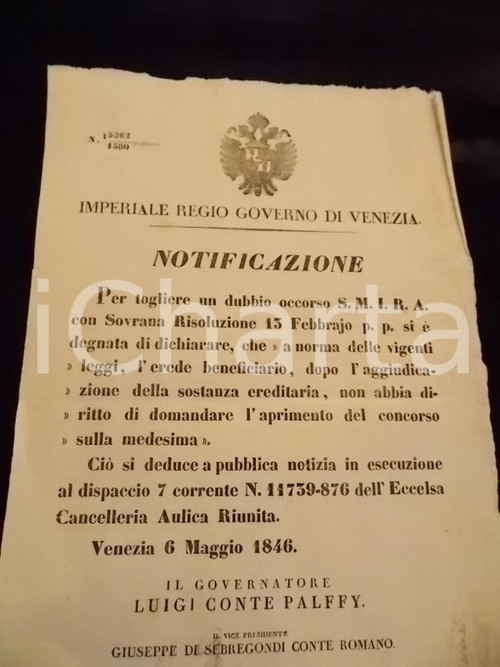 N. 15262
1580
IMPERIALE REGIO GOVERNO DI VENEZIA.
NOTIFICAZIONE
Per togliere un dubbio occorso S. M. I. R. A.
con Sovrana Risoluzione 15 Febbrajo p. p. si è
degnata di dichiarare, che » a norma delle vigenti
» leggi, l'erede beneficiario, dopo l'aggiudica-
» zione della sostanza ereditaria, non abbia di-
» ritto di domandare l'aprimento del concorso
» sulla medesima ».
Ciò si deduce a pubblica notizia in esecuzione
al dispaccio 7 corrente N. 11759-876 dell'Eccelsa
Cancelleria Aulica Riunita.
Venezia 6 Maggio 1846.
IL GOVERNATORE
LUIGI CONTE PALFFY.
IL VICE PRESIDENTE
GIUSEPPE DI SEBREGONDI CONTE ROMANO.
iCharta